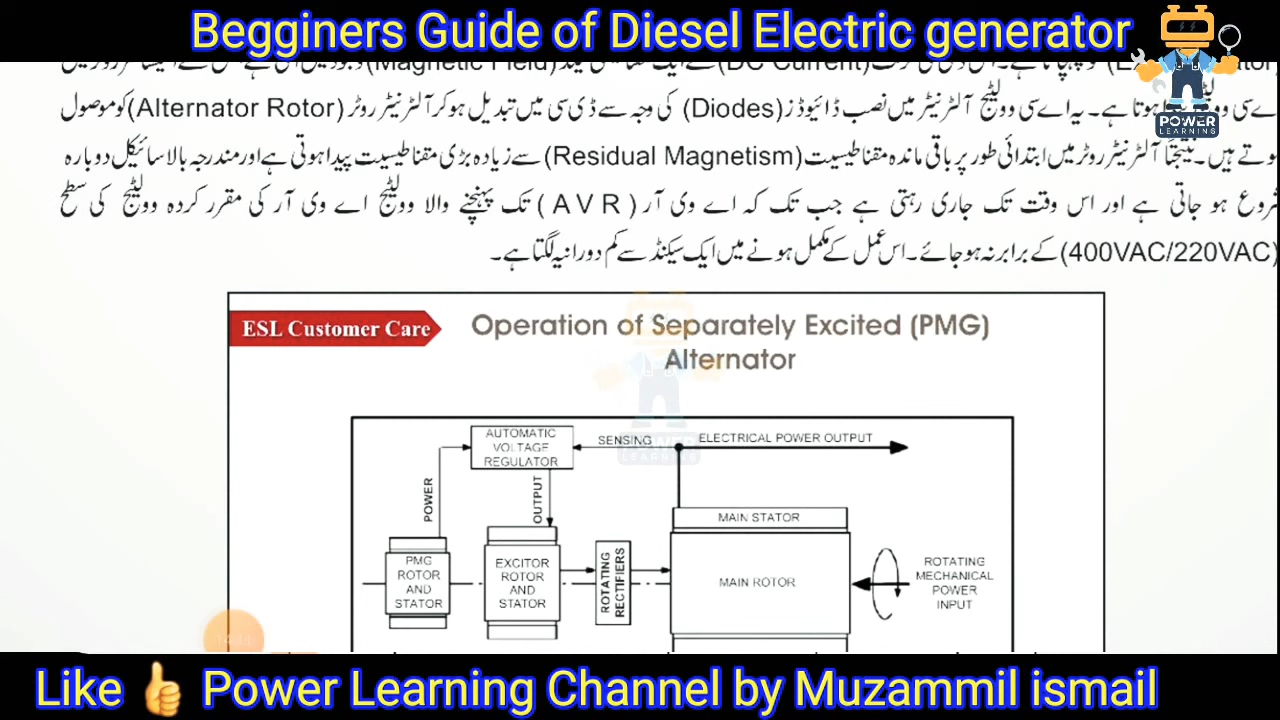 Begginers Guide of Diesel Electric generator
POWER
LEARNING
ہوتا ہے۔ یہ اے سی وولٹیج آلٹرنیٹر میں نصب ڈائیوڈز (Diodes) کی وجہ سے ڈی سی میں تبدیل ہو کر آلٹرنیٹر روٹر (Alternator Rotor) کو موصول
ہوتے ہیں۔ نتیجتاً آلٹرنیٹر روٹر میں ابتدائی طور پر باقی ماندہ مقناطیسیت (Residual Magnetism) سے زیادہ بڑی مقناطیسیت پیدا ہوتی ہے اور مندرجہ بالا سائیکل دوبارہ
شروع ہو جاتی ہے اور اس وقت تک جاری رہتی ہے جب تک کہ اے وی آر (A V R) تک پہنچنے والا وولٹیج اے وی آر کی مقرر کردہ وولٹیج کی سطح
(400VAC/220VAC) کے برابر نہ ہو جائے۔ اس عمل کے مکمل ہونے میں ایک سیکنڈ سے کم دورانیہ لگتا ہے۔
ESL Customer Care
Operation of Separately Excited (PMG)
Alternator
AUTOMATIC
VOLTAGE
REGULATOR
SENSING
ELECTRICAL POWER OUTPUT
POWER
OUTPUT
MAIN STATOR
PMG
ROTOR
AND
STATOR
EXCITOR
ROTOR
AND
STATOR
ROTATING
RECTIFIERS
MAIN ROTOR
ROTATING
MECHANICAL
POWER
INPUT
Like 👍 Power Learning Channel by Muzammil ismail